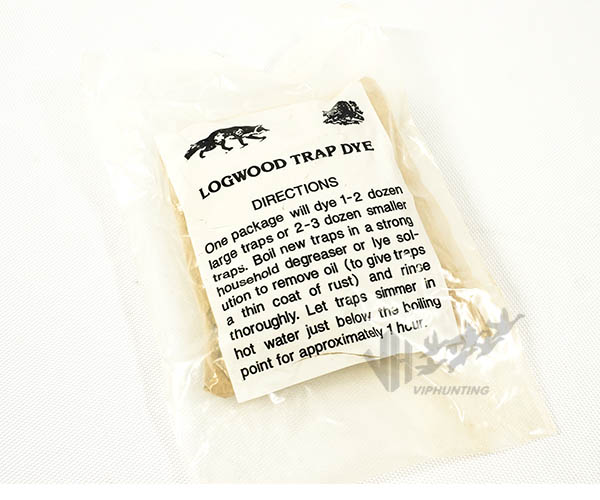 LOGWOOD TRAP DYE
DIRECTIONS
One package will dye 1-2 dozen
large traps or 2-3 dozen smaller
traps. Boil new traps in a strong
household degreaser or lye sol-
ution to remove oil (to give traps
a thin coat of rust) and rinse
thoroughly. Let traps simmer in
hot water just below the boiling
point for approximately 1 hour.
VIPHUNTING